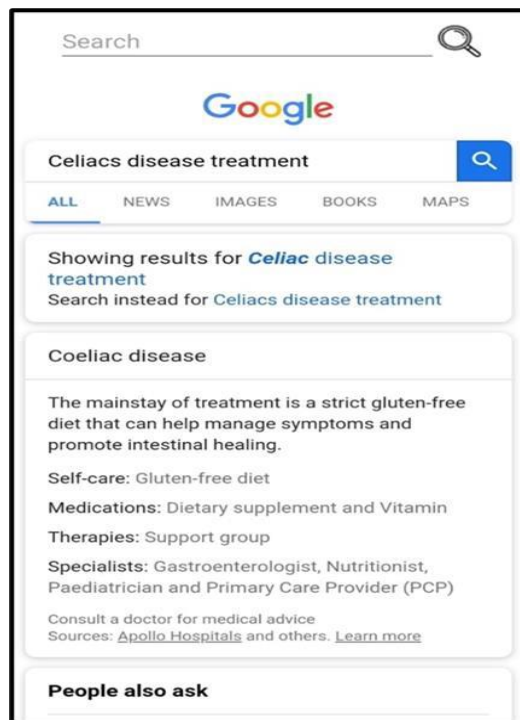 Search
Google
Celiacs disease treatment
ALL NEWS IMAGES BOOKS MAPS
Showing results for Celiac disease
treatment
Search instead for Celiacs disease treatment
Coeliac disease
The mainstay of treatment is a strict gluten-free
diet that can help manage symptoms and
promote intestinal healing.
Self-care: Gluten-free diet
Medications: Dietary supplement and Vitamin
Therapies: Support group
Specialists: Gastroenterologist, Nutritionist,
Paediatrician and Primary Care Provider (PCP)
Consult a doctor for medical advice
Sources: Apollo Hospitals and others. Learn more
People also ask